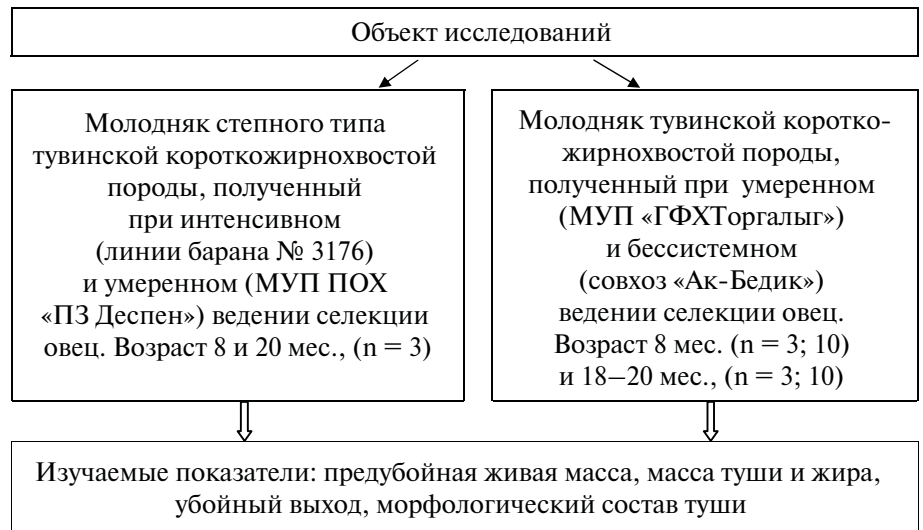 Объект исследований
Молодняк степного типа
тувинской короткожирнохвостой
породы, полученный
при интенсивном
(линии барана № 3176)
и умеренном (МУП ПОХ
«ПЗ Деспен») ведении селекции
овец. Возраст 8 и 20 мес., (n = 3)
Молодняк тувинской коротко-
жирнохвостой породы,
полученный при умеренном
(МУП «ГФХТоргалыг»)
и бессистемном
(совхоз «Ак-Бедик»)
ведении селекции овец.
Возраст 8 мес. (n = 3; 10)
и 18–20 мес., (n = 3; 10)
Изучаемые показатели: предубойная живая масса, масса туши и жира,
убойный выход, морфологический состав туши